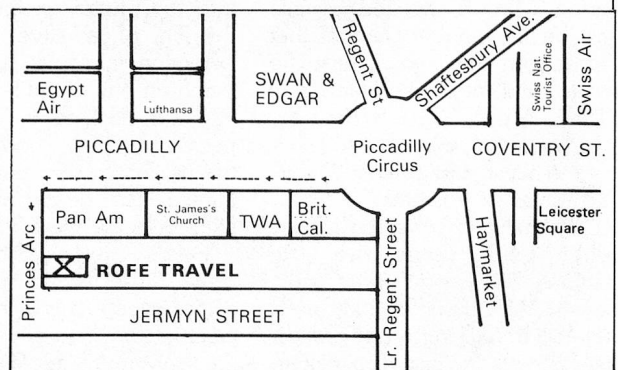 Regent St
Shaftesbury Ave.
Egypt
Air
Lufthansa
SWAN &
EDGAR
Swiss Nat.
Tourist Office
Swiss Air
PICCADILLY
Piccadilly
Circus
COVENTRY ST.
Princes Arc
Pan Am
St. James's
Church
TWA
Brit.
Cal.
Lr. Regent Street
Haymarket
Leicester
Square
ROFE TRAVEL
JERMYN STREET